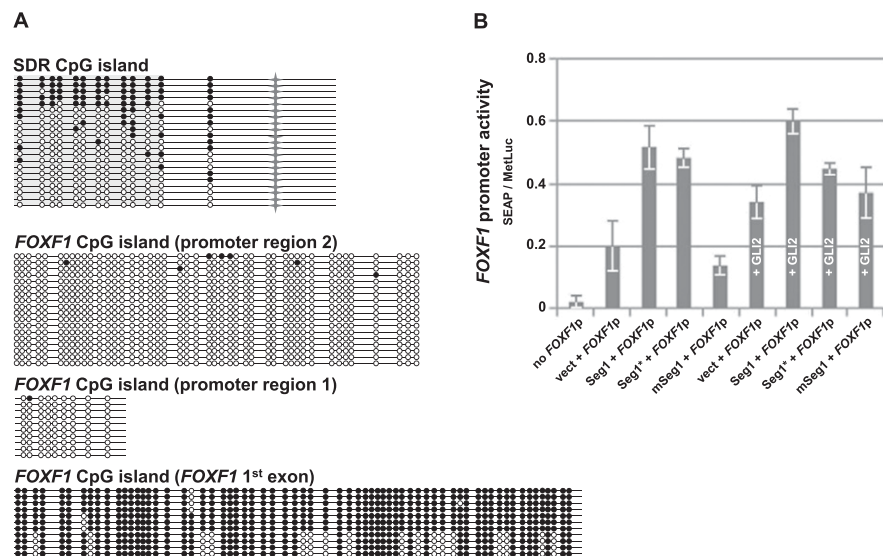 A
B
SDR CpG island
FOXF1 CpG island (promoter region 2)
FOXF1 CpG island (promoter region 1)
FOXF1 CpG island (FOXF1 1st exon)
FOXF1 promoter activity
SEAP / MetLuc
0.8
0.6
0.4
0.2
0
+ GLI2
+ GLI2
+ GLI2
+ GLI2
no FOXF1p
vect + FOXF1p
Seg1 + FOXF1p
Seg1* + FOXF1p
mSeg1 + FOXF1p
vect + FOXF1p
Seg1 + FOXF1p
Seg1* + FOXF1p
mSeg1 + FOXF1p